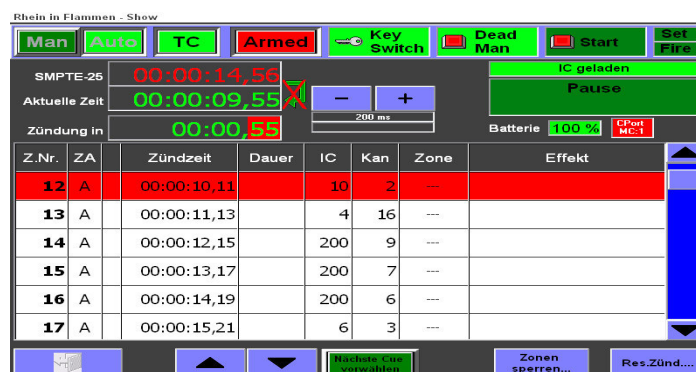 Rhein in Flammen - Show
Man Auto TC Armed Key Switch Dead Man Start Set Fire
SMPTE-25 00:00:14,56
IC geladen
Aktuelle Zeit 00:00:09,55 - + Pause
200 ms
Zündung in 00:00,55
Batterie 100 % CPort MC:1
Z.Nr. ZA Zündzeit Dauer IC Kan Zone Effekt
12 A 00:00:10,11 10 2 ---
13 A 00:00:11,13 4 16 ---
14 A 00:00:12,15 200 9 ---
15 A 00:00:13,17 200 7 ---
16 A 00:00:14,19 200 6 ---
17 A 00:00:15,21 6 3 ---
Nächste Cue vorwählen Zonen sperren... Res.Zünd....